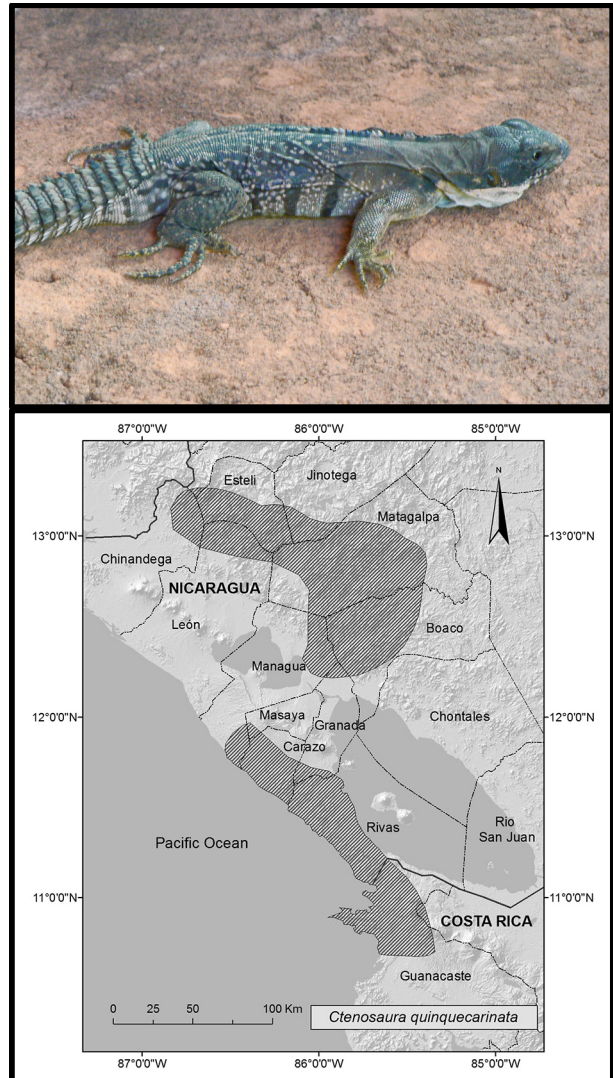 87°0'0"W 86°0'0"W 85°0'0"W
N
Esteli
Jinotega
Matagalpa
13°0'0"N 13°0'0"N
Chinandega
NICARAGUA
León
Boaco
Managua
Masaya
12°0'0"N 12°0'0"N
Granada
Chontales
Carazo
Rio
San Juan
Rivas
Pacific Ocean
11°0'0"N 11°0'0"N
COSTA RICA
Guanacaste
0 25 50 100 Km
Ctenosaura quinquecarinata
87°0'0"W 86°0'0"W 85°0'0"W